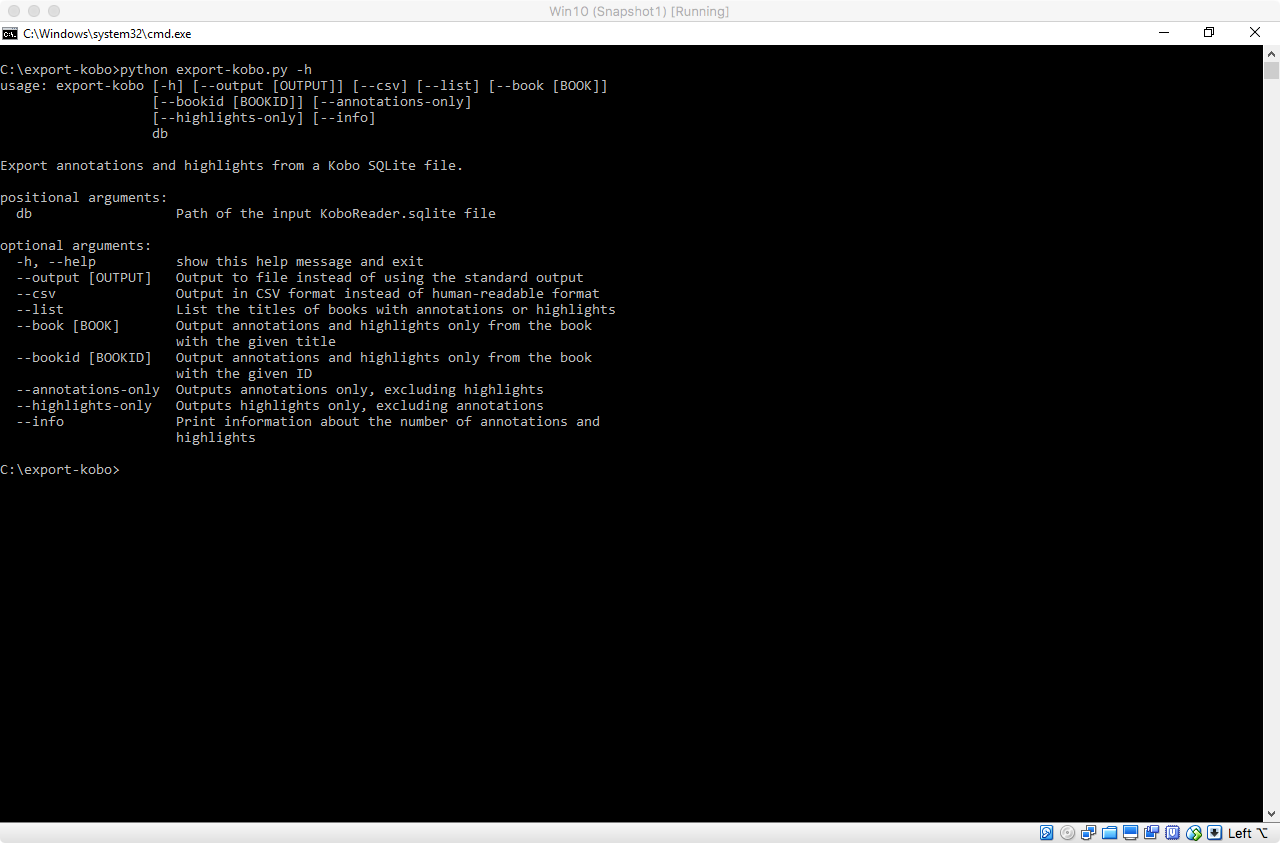 Win10 (Snapshot1) [Running]
C:\Windows\system32\cmd.exe
C:\export-kobo>python export-kobo.py -h
usage: export-kobo [-h] [--output [OUTPUT]] [--csv] [--list] [--book [BOOK]]
                   [--bookid [BOOKID]] [--annotations-only]
                   [--highlights-only] [--info]
                   db
Export annotations and highlights from a Kobo SQLite file.
positional arguments:
  db                  Path of the input KoboReader.sqlite file
optional arguments:
  -h, --help          show this help message and exit
  --output [OUTPUT]   Output to file instead of using the standard output
  --csv               Output in CSV format instead of human-readable format
  --list              List the titles of books with annotations or highlights
  --book [BOOK]       Output annotations and highlights only from the book
                      with the given title
  --bookid [BOOKID]   Output annotations and highlights only from the book
                      with the given ID
  --annotations-only  Outputs annotations only, excluding highlights
  --highlights-only   Outputs highlights only, excluding annotations
  --info              Print information about the number of annotations and
                      highlights
C:\export-kobo>
Left ⌥